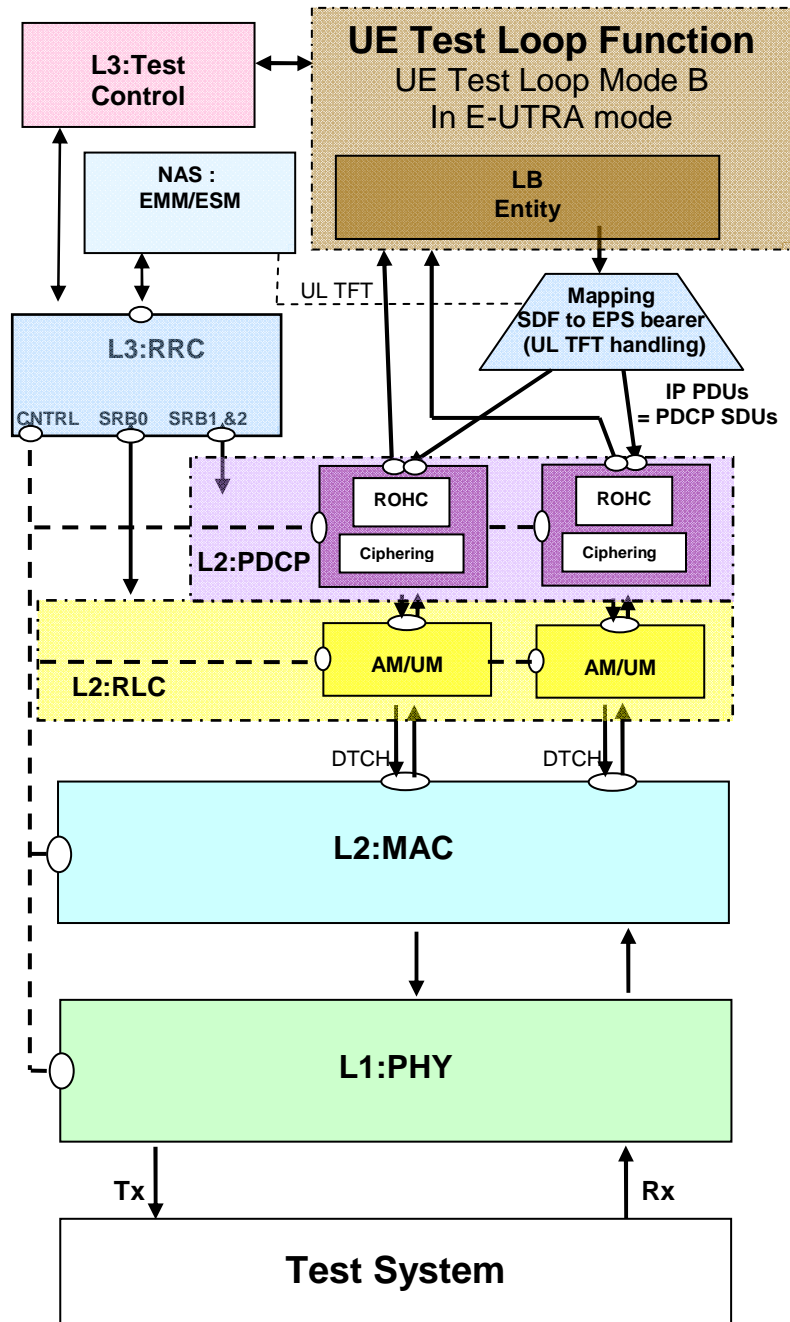 L3:Test
Control
UE Test Loop Function
UE Test Loop Mode B
In E-UTRA mode
LB
Entity
NAS :
EMM/ESM
UL TFT
Mapping
SDF to EPS bearer
(UL TFT handling)
L3:RRC
CNTRL SRB0 SRB1 &2
IP PDUs
= PDCP SDUs
ROHC
Ciphering
ROHC
Ciphering
L2:PDCP
AM/UM
AM/UM
L2:RLC
DTCH
DTCH
L2:MAC
L1:PHY
Tx
Rx
Test System